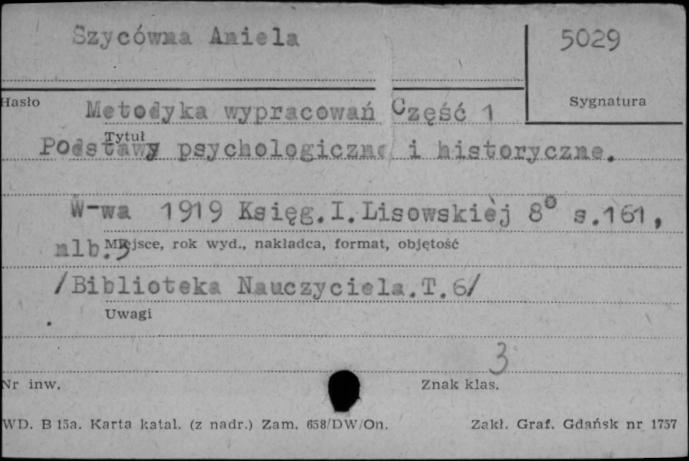 Szycówna Aniela
5029
Hasło
Sygnatura
Metodyka wypracowań Część 1
Tytuł
Podstawy psychologiczne i historyczne.
W-wa 1919 Księg.I.Lisowskiej 8° s.161,
Miejsce, rok wyd., nakładca, format, objętość
nlb.3
/Biblioteka Nauczyciela.T.6/
Uwagi
3
Nr inw.
Znak klas.
WD. B 15a. Karta katal. (z nadr.) Zam. 658/DW/On.
Zakł. Graf. Gdańsk nr 1757